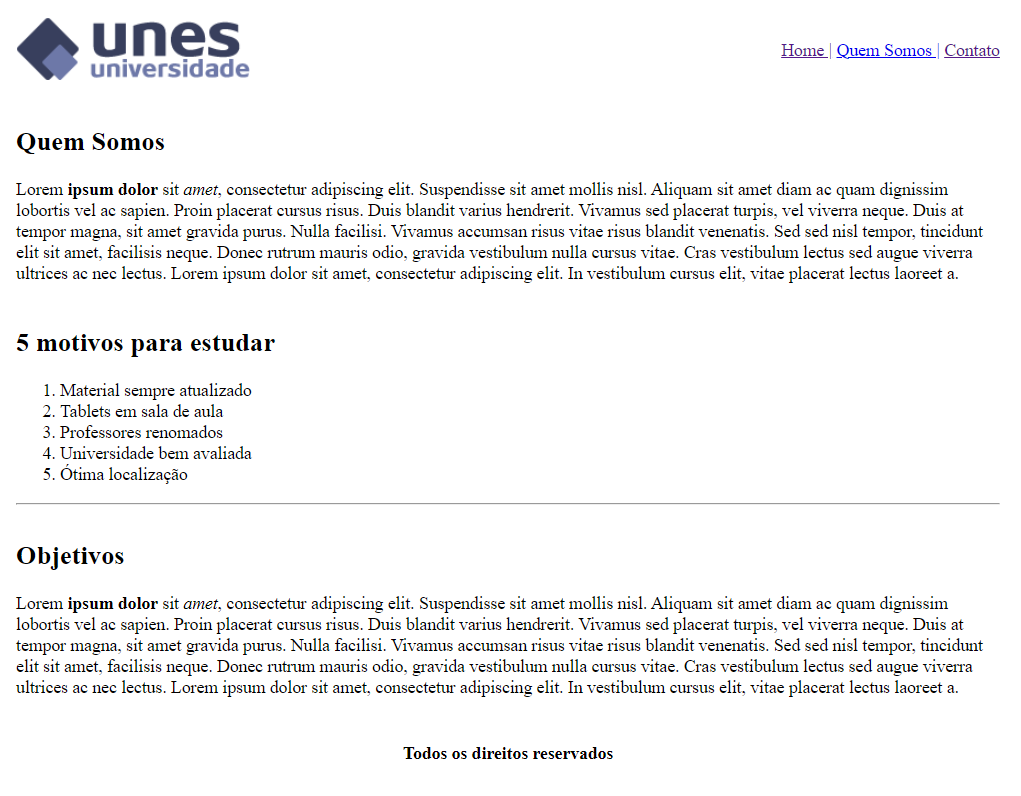 unes
universidade
Home | Quem Somos | Contato
Quem Somos
Lorem ipsum dolor sit amet, consectetur adipiscing elit. Suspendisse sit amet mollis nisl. Aliquam sit amet diam ac quam dignissim
lobortis vel ac sapien. Proin placerat cursus risus. Duis blandit varius hendrerit. Vivamus sed placerat turpis, vel viverra neque. Duis at
tempor magna, sit amet gravida purus. Nulla facilisi. Vivamus accumsan risus vitae risus blandit venenatis. Sed sed nisl tempor, tincidunt
elit sit amet, facilisis neque. Donec rutrum mauris odio, gravida vestibulum nulla cursus vitae. Cras vestibulum lectus sed augue viverra
ultrices ac nec lectus. Lorem ipsum dolor sit amet, consectetur adipiscing elit. In vestibulum cursus elit, vitae placerat lectus laoreet a.
5 motivos para estudar
1. Material sempre atualizado
2. Tablets em sala de aula
3. Professores renomados
4. Universidade bem avaliada
5. Ótima localização
Objetivos
Lorem ipsum dolor sit amet, consectetur adipiscing elit. Suspendisse sit amet mollis nisl. Aliquam sit amet diam ac quam dignissim
lobortis vel ac sapien. Proin placerat cursus risus. Duis blandit varius hendrerit. Vivamus sed placerat turpis, vel viverra neque. Duis at
tempor magna, sit amet gravida purus. Nulla facilisi. Vivamus accumsan risus vitae risus blandit venenatis. Sed sed nisl tempor, tincidunt
elit sit amet, facilisis neque. Donec rutrum mauris odio, gravida vestibulum nulla cursus vitae. Cras vestibulum lectus sed augue viverra
ultrices ac nec lectus. Lorem ipsum dolor sit amet, consectetur adipiscing elit. In vestibulum cursus elit, vitae placerat lectus laoreet a.
Todos os direitos reservados